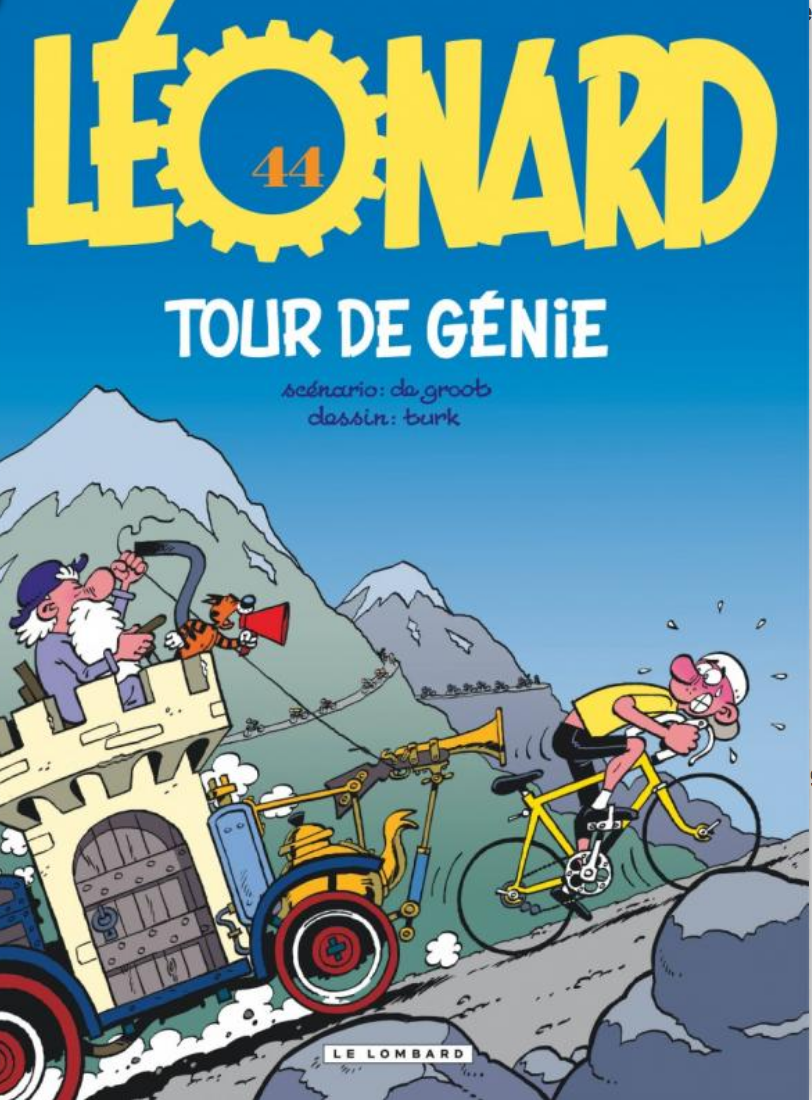 LÉONARD
44
TOUR DE GÉNiE
scénario: de groot
dessin: turk
LE LOMBARD